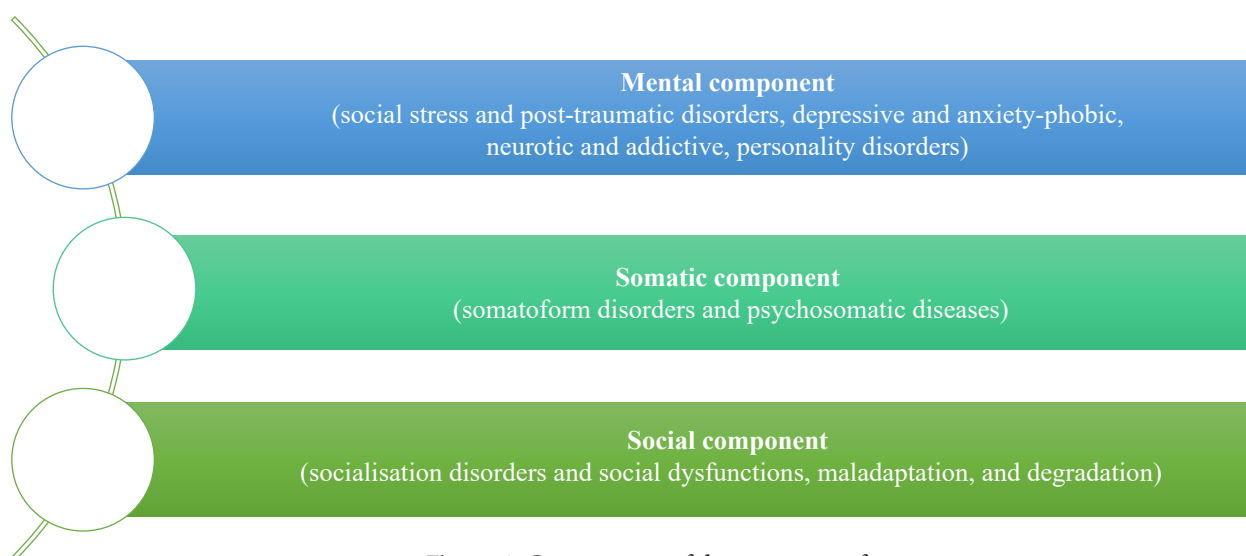 Mental component
(social stress and post-traumatic disorders, depressive and anxiety-phobic,
neurotic and addictive, personality disorders)
Somatic component
(somatoform disorders and psychosomatic diseases)
Social component
(socialisation disorders and social dysfunctions, maladaptation, and degradation)